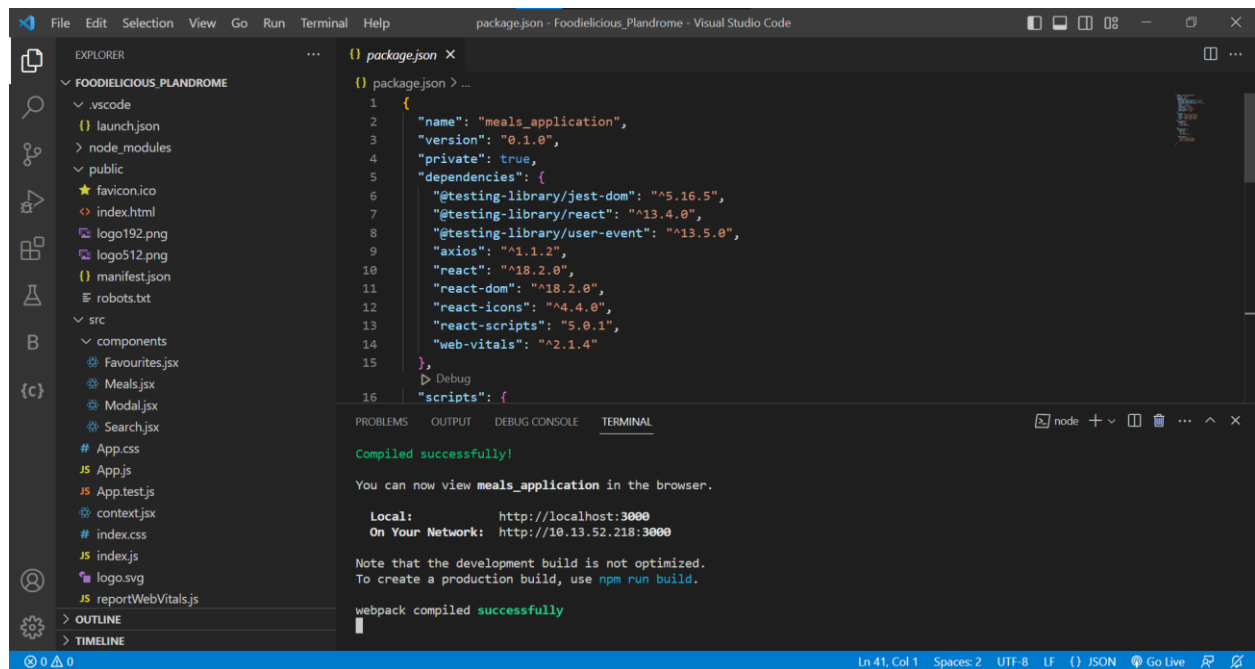 File Edit Selection View Go Run Terminal Help package.json - Foodielicious_Plandrome - Visual Studio Code
EXPLORER
FOODIELICIOUS_PLANDROME
.vscode
{} launch.json
node_modules
public
favicon.ico
<> index.html
logo192.png
logo512.png
{} manifest.json
robots.txt
src
components
Favourites.jsx
Meals.jsx
Modal.jsx
Search.jsx
# App.css
JS App.js
JS App.test.js
context.jsx
# index.css
JS index.js
logo.svg
JS reportWebVitals.js
OUTLINE
TIMELINE
B
{c}
{} package.json
{} package.json > ...
1 {
2 "name": "meals_application",
3 "version": "0.1.0",
4 "private": true,
5 "dependencies": {
6 "@testing-library/jest-dom": "^5.16.5",
7 "@testing-library/react": "^13.4.0",
8 "@testing-library/user-event": "^13.5.0",
9 "axios": "^1.1.2",
10 "react": "^18.2.0",
11 "react-dom": "^18.2.0",
12 "react-icons": "^4.4.0",
13 "react-scripts": "5.0.1",
14 "web-vitals": "^2.1.4"
15 },
Debug
16 "scripts": {
PROBLEMS OUTPUT DEBUG CONSOLE TERMINAL node
Compiled successfully!
You can now view meals_application in the browser.
Local: http://localhost:3000
On Your Network: http://10.13.52.218:3000
Note that the development build is not optimized.
To create a production build, use npm run build.
webpack compiled successfully
0 0 Ln 41, Col 1 Spaces: 2 UTF-8 LF {} JSON Go Live